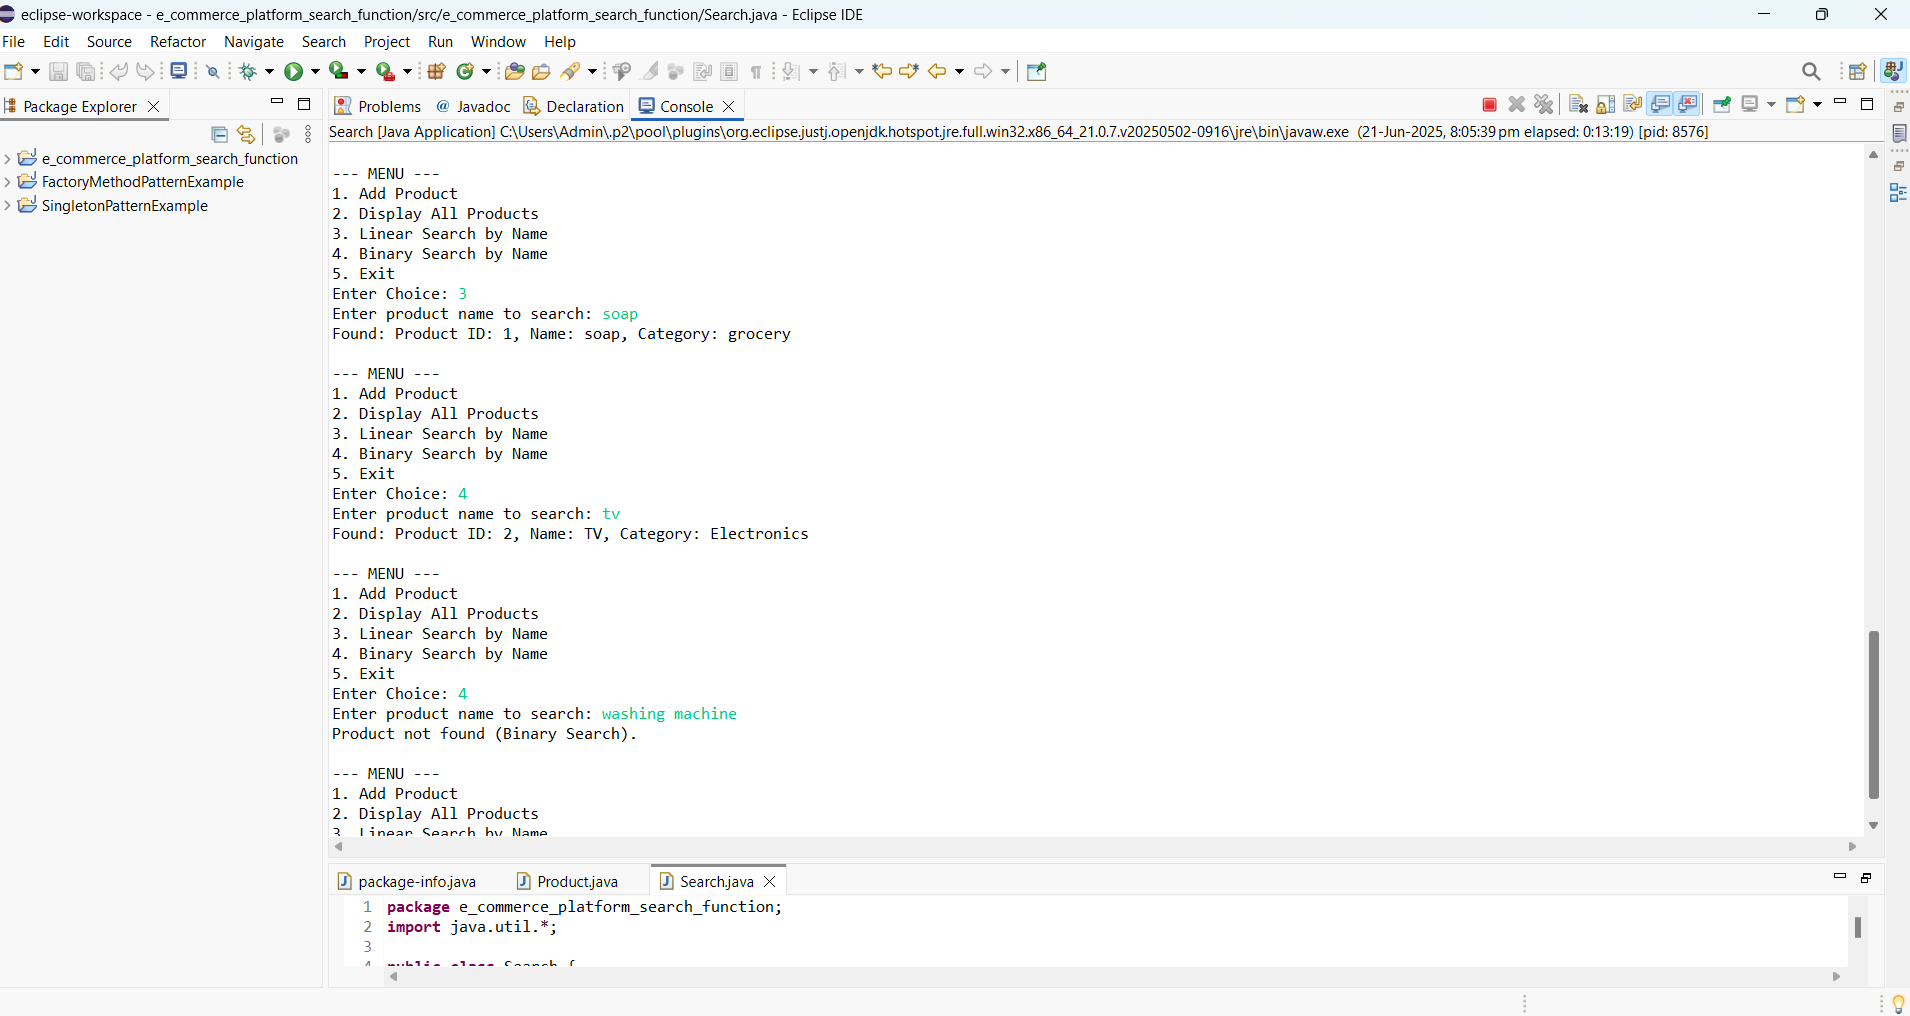 eclipse-workspace - e_commerce_platform_search_function/src/e_commerce_platform_search_function/Search.java - Eclipse IDE
File Edit Source Refactor Navigate Search Project Run Window Help
Package Explorer
e_commerce_platform_search_function
FactoryMethodPatternExample
SingletonPatternExample
Problems @ Javadoc Declaration Console
Search [Java Application] C:\Users\Admin\.p2\pool\plugins\org.eclipse.justj.openjdk.hotspot.jre.full.win32.x86_64_21.0.7.v20250502-0916\jre\bin\javaw.exe (21-Jun-2025, 8:05:39 pm elapsed: 0:13:19) [pid: 8576]
--- MENU ---
1. Add Product
2. Display All Products
3. Linear Search by Name
4. Binary Search by Name
5. Exit
Enter Choice: 3
Enter product name to search: soap
Found: Product ID: 1, Name: soap, Category: grocery
--- MENU ---
1. Add Product
2. Display All Products
3. Linear Search by Name
4. Binary Search by Name
5. Exit
Enter Choice: 4
Enter product name to search: tv
Found: Product ID: 2, Name: TV, Category: Electronics
--- MENU ---
1. Add Product
2. Display All Products
3. Linear Search by Name
4. Binary Search by Name
5. Exit
Enter Choice: 4
Enter product name to search: washing machine
Product not found (Binary Search).
--- MENU ---
1. Add Product
2. Display All Products
3. Linear Search by Name
package-info.java Product.java Search.java
1 package e_commerce_platform_search_function;
2 import java.util.*;
3
4 public class Search {